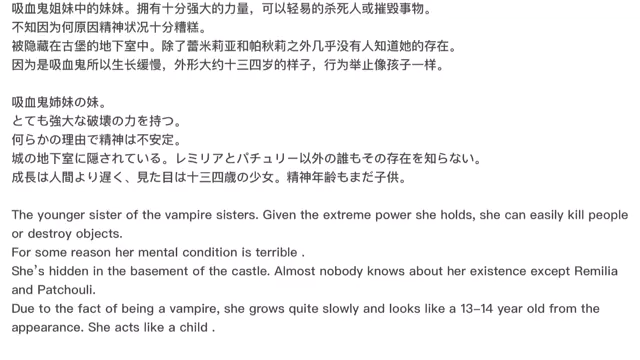 吸血鬼姐妹中的妹妹。拥有十分强大的力量，可以轻易的杀死人或摧毁事物。
不知因为何原因精神状况十分糟糕。
被隐藏在古堡的地下室中。除了蕾米莉亚和帕秋莉之外几乎没有人知道她的存在。
因为是吸血鬼所以生长缓慢，外形大约十三四岁的样子，行为举止像孩子一样。
吸血鬼姉妹の妹。
とても強大な破壊の力を持つ。
何らかの理由で精神は不安定。
城の地下室に隠されている。レミリアとパチュリー以外の誰もその存在を知らない。
成長は人間より遅く、見た目は十三四歳の少女。精神年齢もまだ子供。
The younger sister of the vampire sisters. Given the extreme power she holds, she can easily kill people
or destroy objects.
For some reason her mental condition is terrible .
She's hidden in the basement of the castle. Almost nobody knows about her existence except Remilia
and Patchouli.
Due to the fact of being a vampire, she grows quite slowly and looks like a 13-14 year old from the
appearance. She acts like a child .